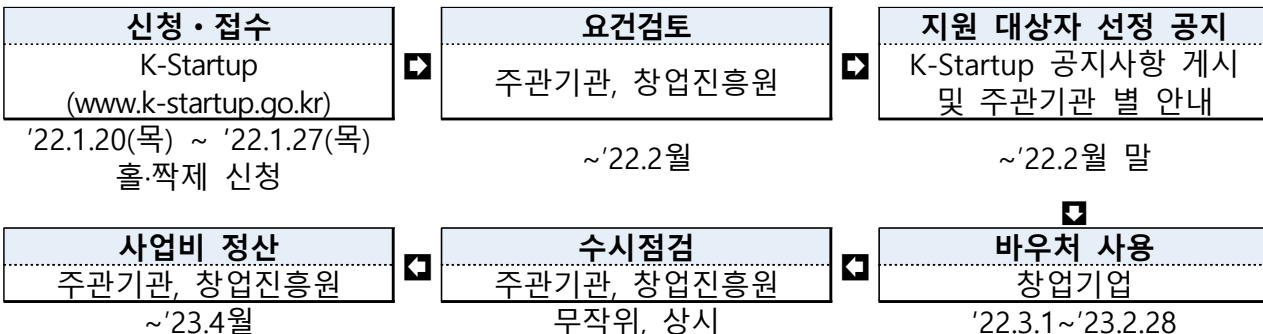 신청・접수
K-Startup
(www.k-startup.go.kr)
'22.1.20(목) ~ '22.1.27(목)
홀·짝제 신청
요건검토
주관기관, 창업진흥원
~'22.2월
지원 대상자 선정 공지
K-Startup 공지사항 게시
및 주관기관 별 안내
~'22.2월 말
바우처 사용
창업기업
'22.3.1~'23.2.28
수시점검
주관기관, 창업진흥원
무작위, 상시
사업비 정산
주관기관, 창업진흥원
~'23.4월